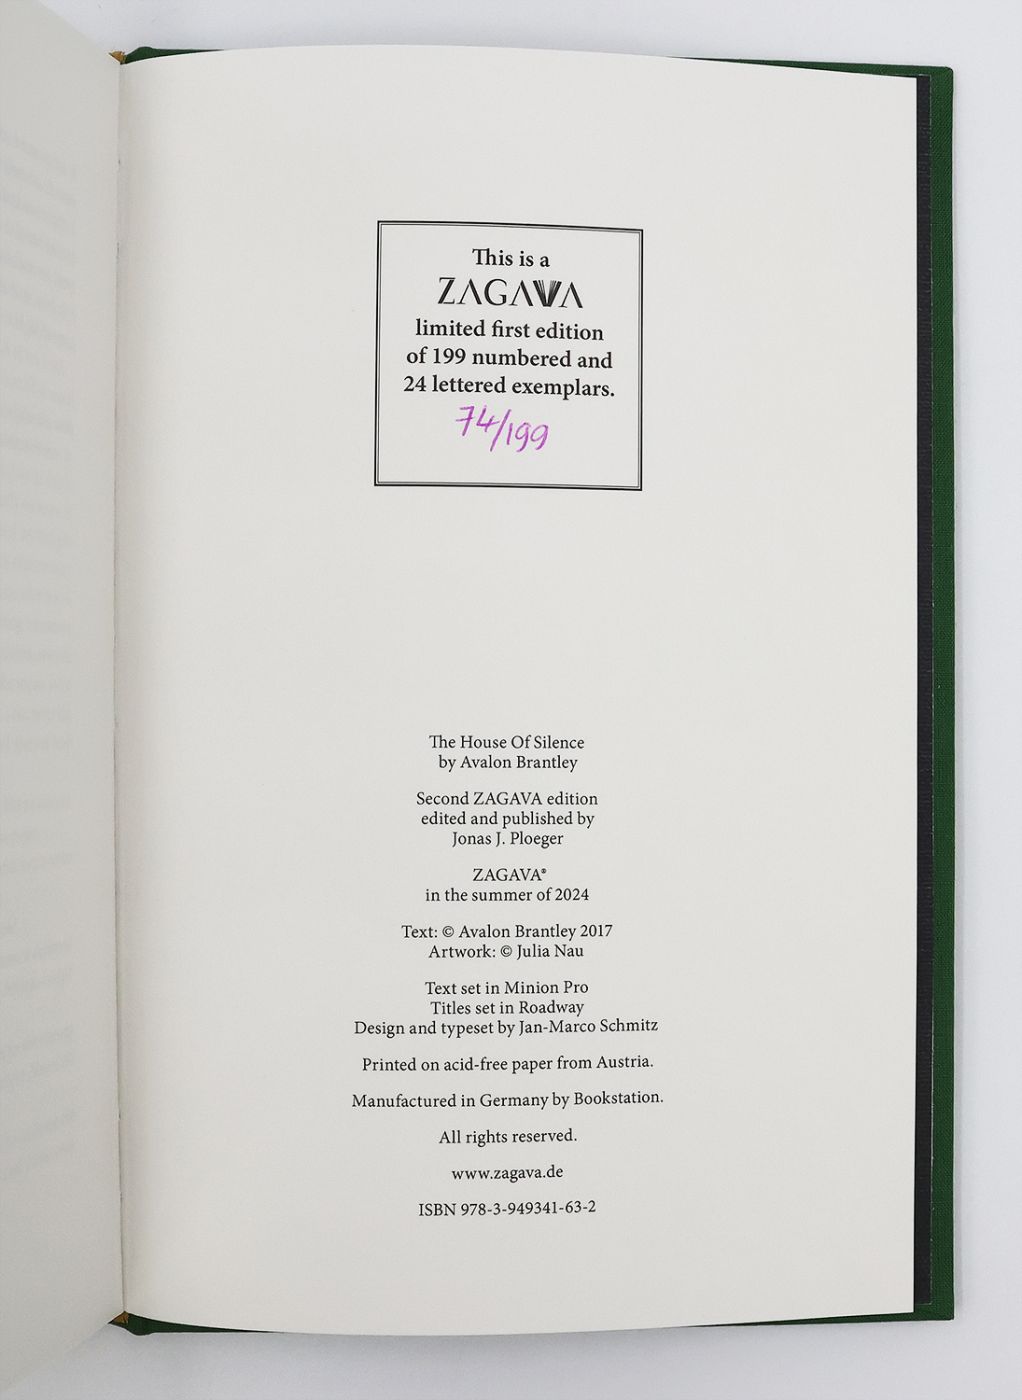 This is a
ZAGAVA
limited first edition
of 199 numbered and
24 lettered exemplars.
74/199
The House Of Silence
by Avalon Brantley
Second ZAGAVA edition
edited and published by
Jonas J. Ploeger
ZAGAVA®
in the summer of 2024
Text: © Avalon Brantley 2017
Artwork: © Julia Nau
Text set in Minion Pro
Titles set in Roadway
Design and typeset by Jan-Marco Schmitz
Printed on acid-free paper from Austria.
Manufactured in Germany by Bookstation.
All rights reserved.
www.zagava.de
ISBN 978-3-949341-63-2